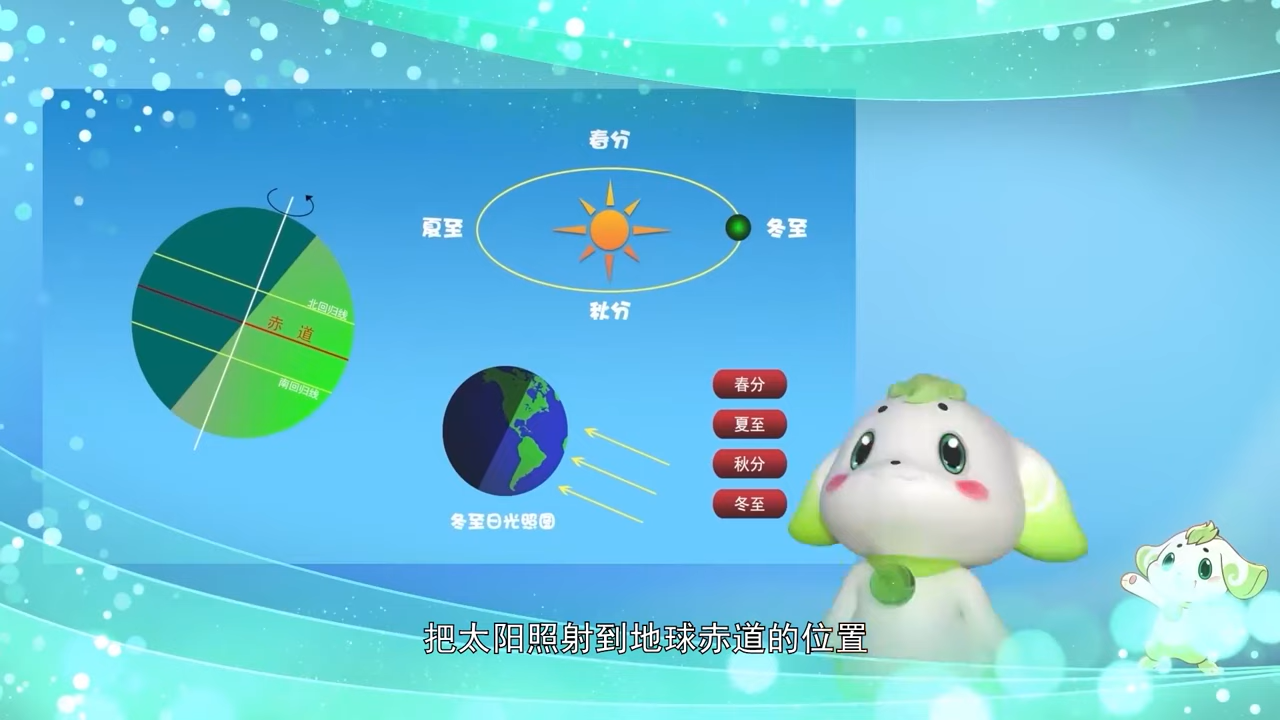 春分
夏至
冬至
秋分
北回归线
赤道
南回归线
冬至日光照图
春分
夏至
秋分
冬至
把太阳照射到地球赤道的位置